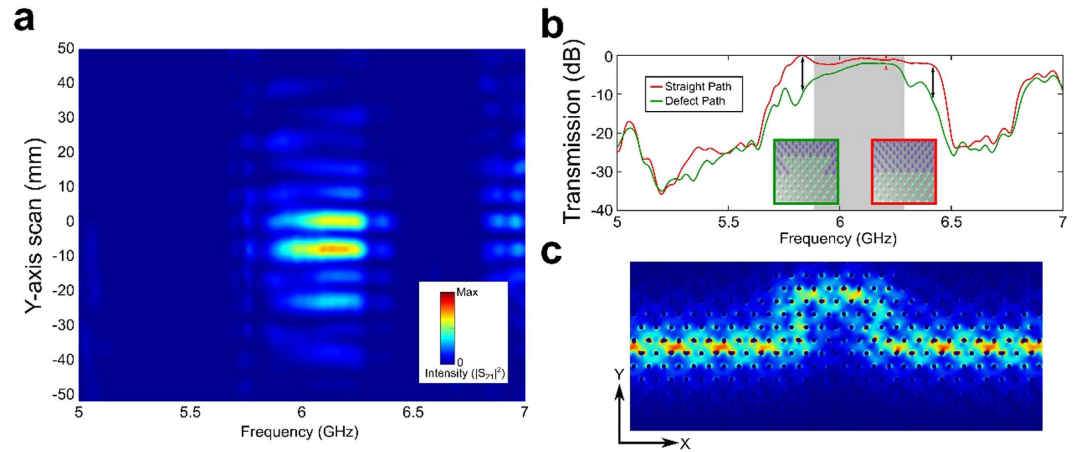 a
50
40
30
20
10
0
-10
-20
-30
-40
-50
Y-axis scan (mm)
5
6
6.5
7
Frequency (GHz)
Max
0
Intensity (|S21|²)
b
0
-10
-20
-30
-40
Transmission (dB)
Straight Path
Defect Path
5
5.5
6
6.5
7
Frequency (GHz)
c
Y
X